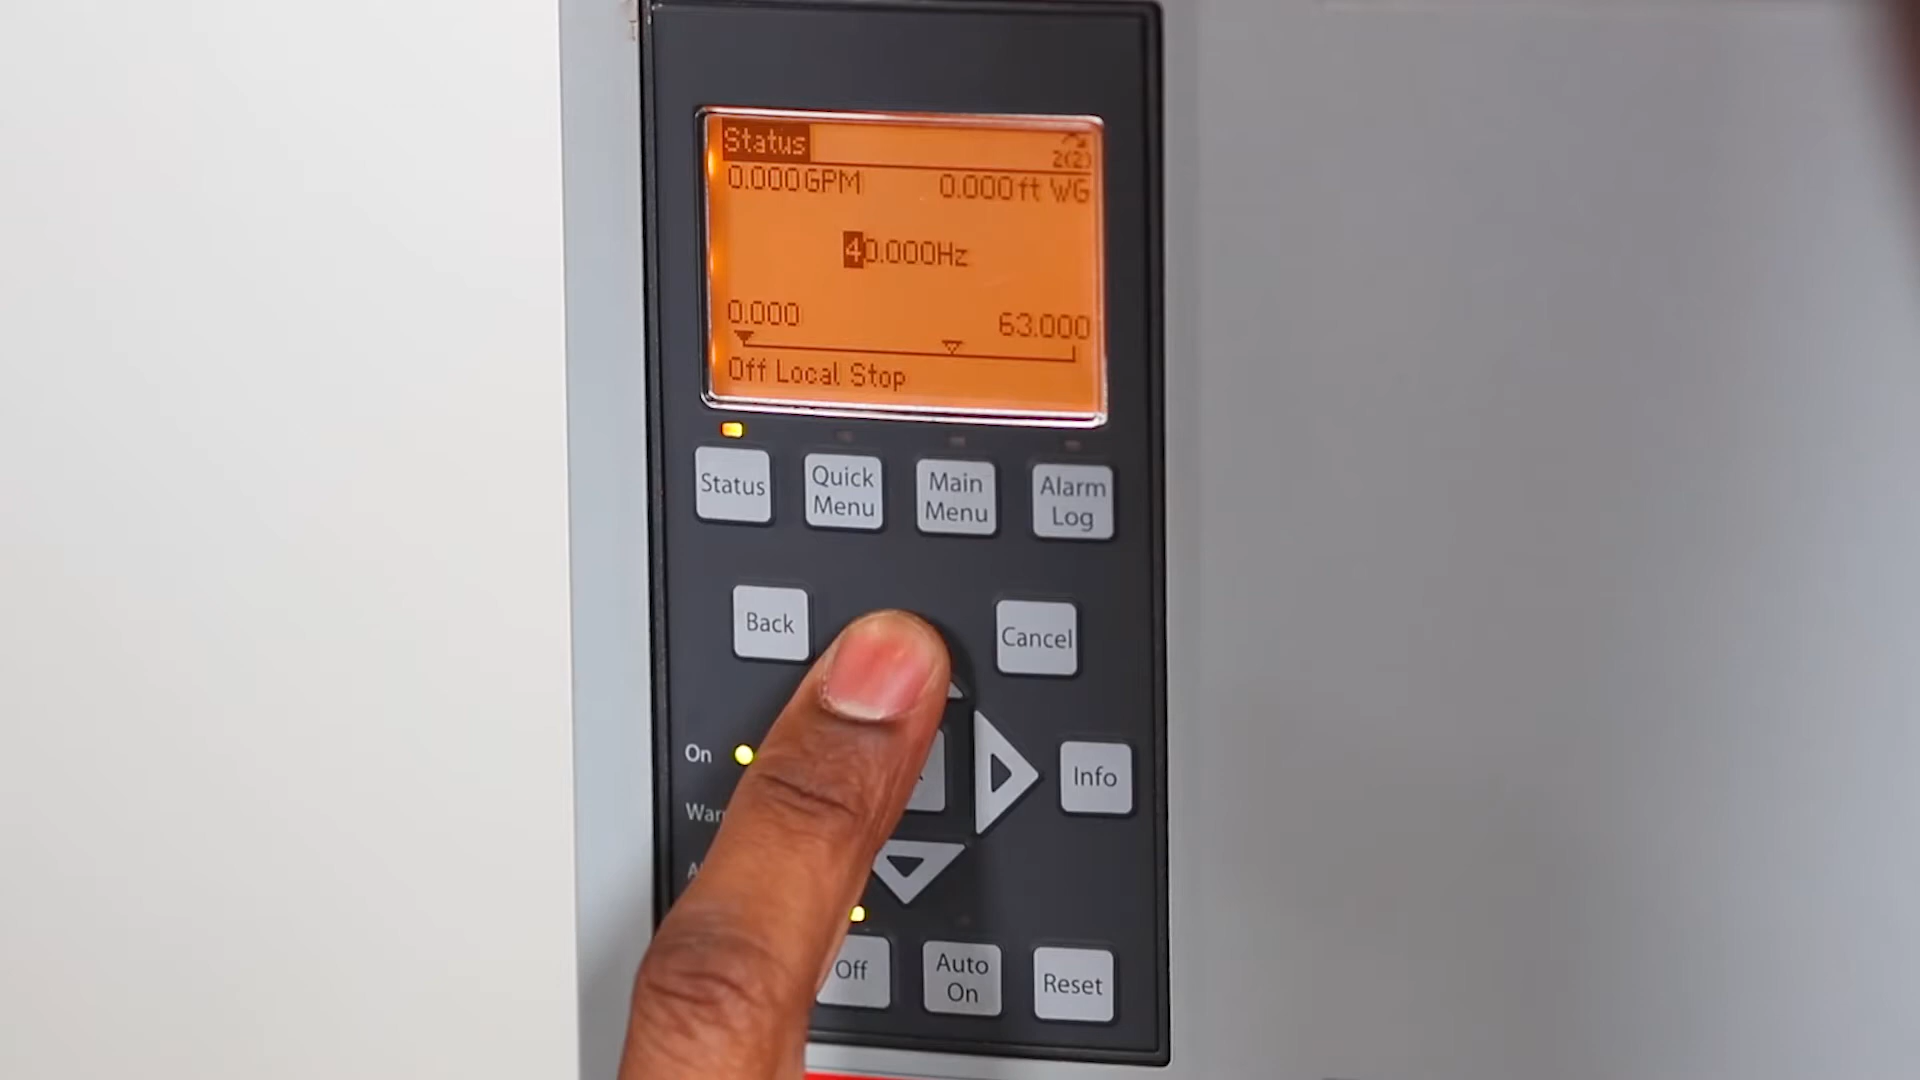 Status
2(2)
0.000GPM 0.000ft WG
40.000Hz
0.000 63.000
Off Local Stop
Status Quick Menu Main Menu Alarm Log
Back Cancel
On
Info
Off Auto On Reset